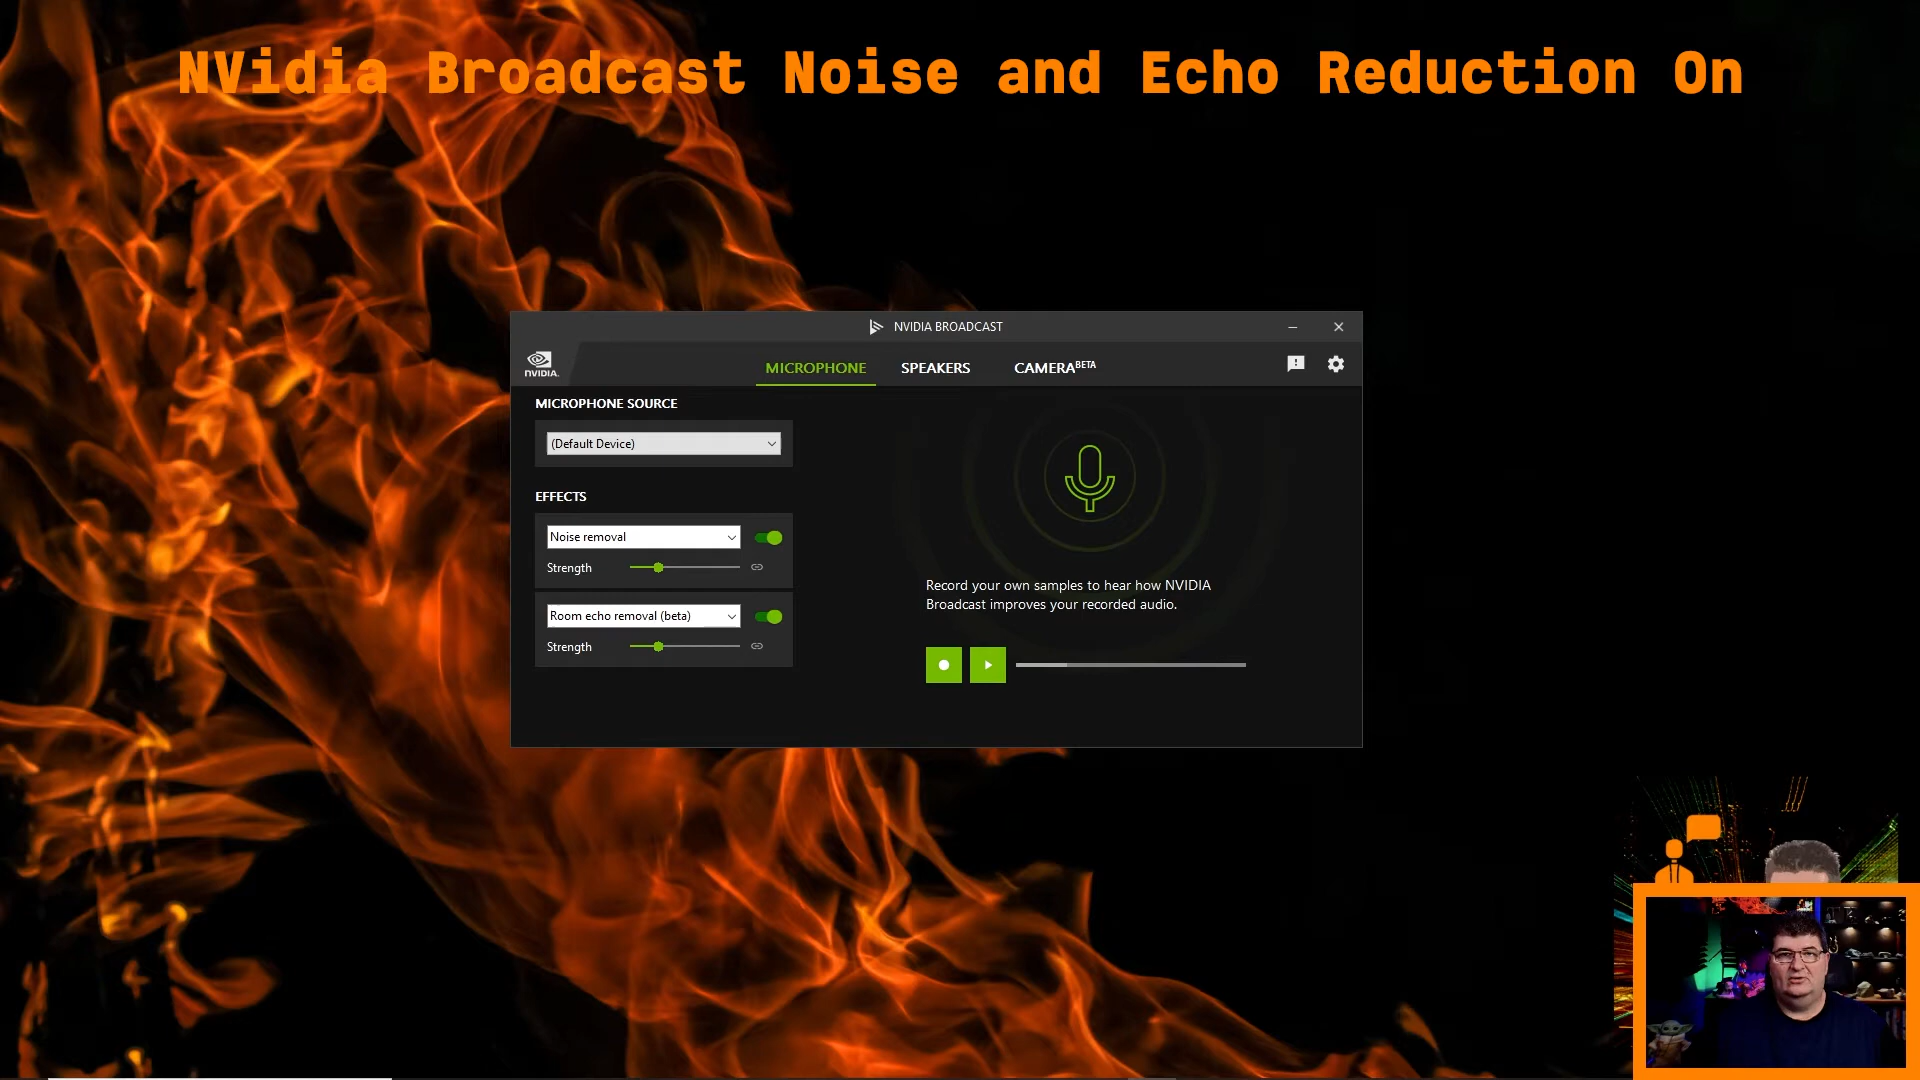 NVidia Broadcast Noise and Echo Reduction On
NVIDIA BROADCAST
NVIDIA.
MICROPHONE
SPEAKERS
CAMERABETA
MICROPHONE SOURCE
(Default Device)
EFFECTS
Noise removal
Strength
Room echo removal (beta)
Strength
Record your own samples to hear how NVIDIA
Broadcast improves your recorded audio.